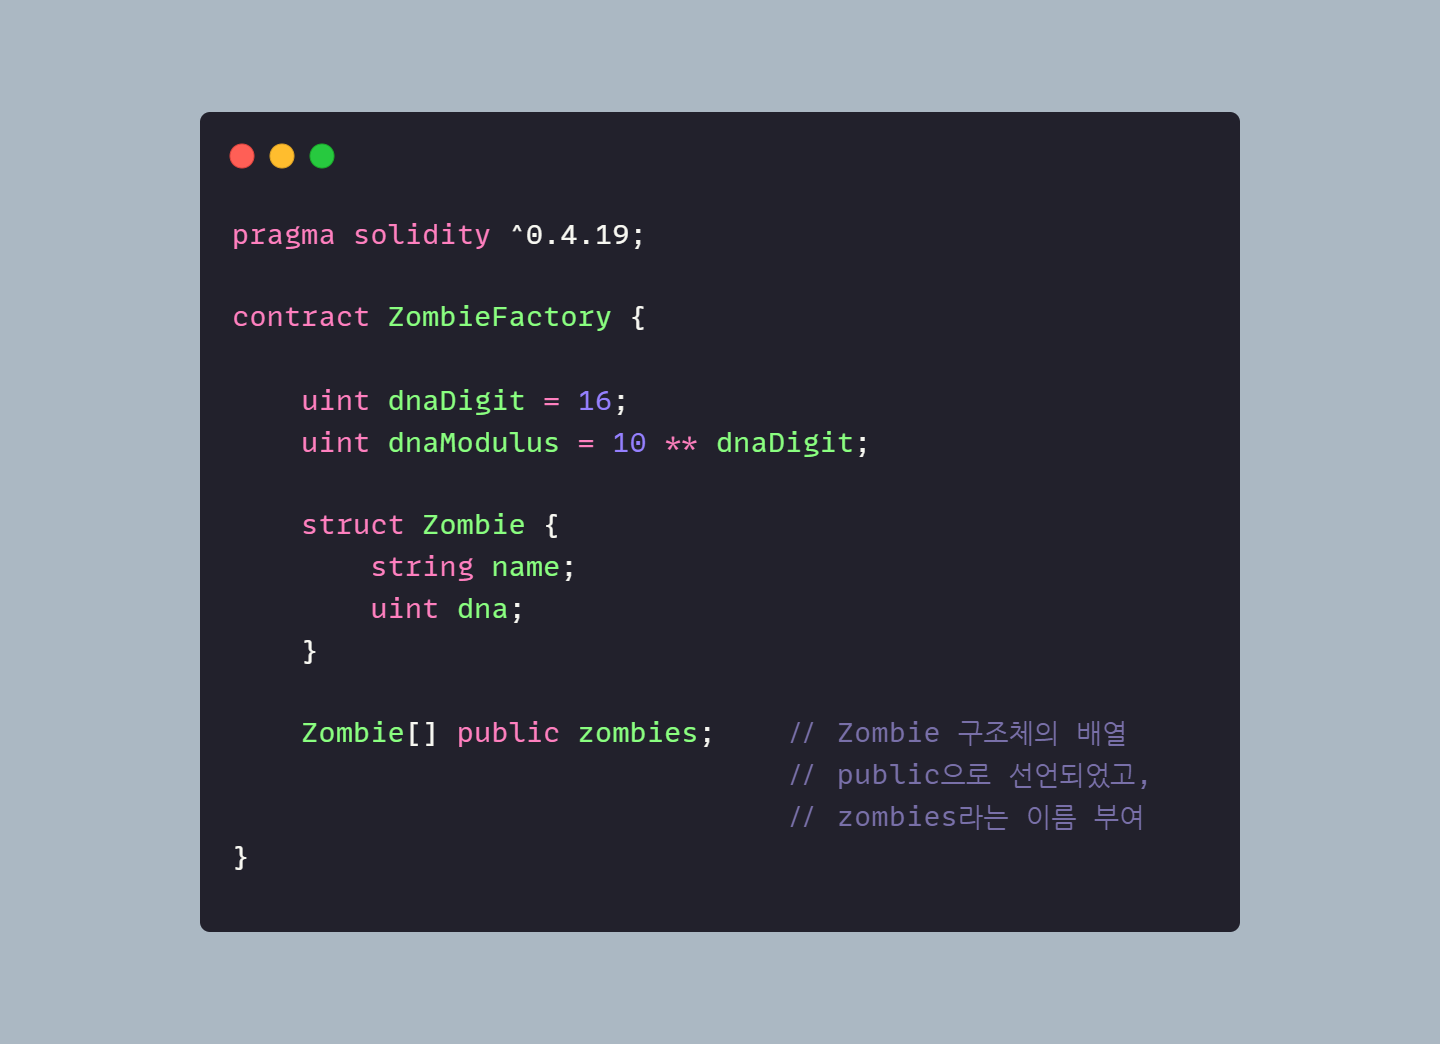 pragma solidity ^0.4.19;
contract ZombieFactory {
    uint dnaDigit = 16;
    uint dnaModulus = 10 ** dnaDigit;
    struct Zombie {
        string name;
        uint dna;
    }
    Zombie[] public zombies;    // Zombie 구조체의 배열
                                // public으로 선언되었고,
                                // zombies라는 이름 부여
}